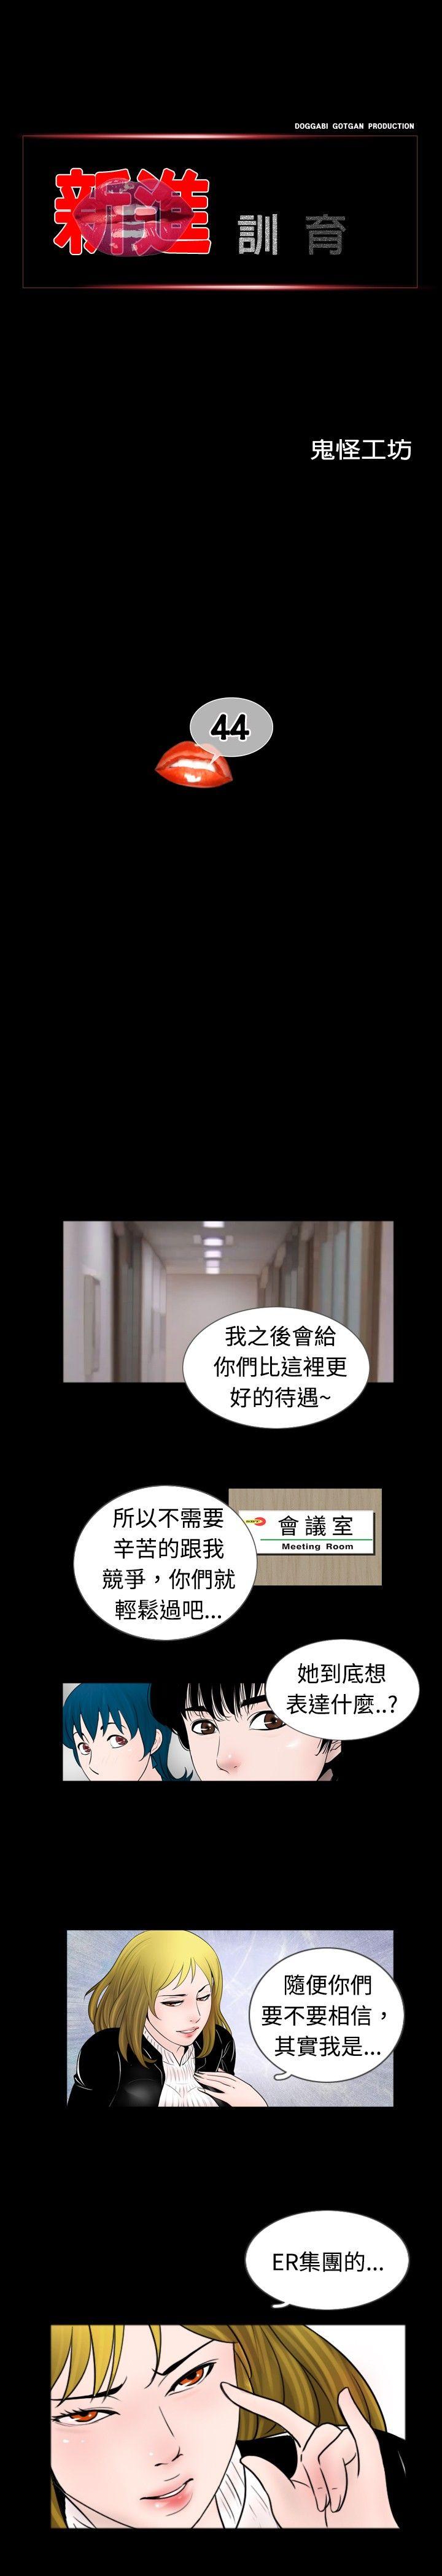 DOGGABI GOTGAN PRODUCTION
新進 訓育
鬼怪工坊
44
我之後會給
你們比這裡更
好的待遇~
所以不需要
辛苦的跟我
競爭，你們就
輕鬆過吧...
會議室
Meeting Room
她到底想
表達什麼..?
隨便你們
要不要相信，
其實我是...
ER集團的...